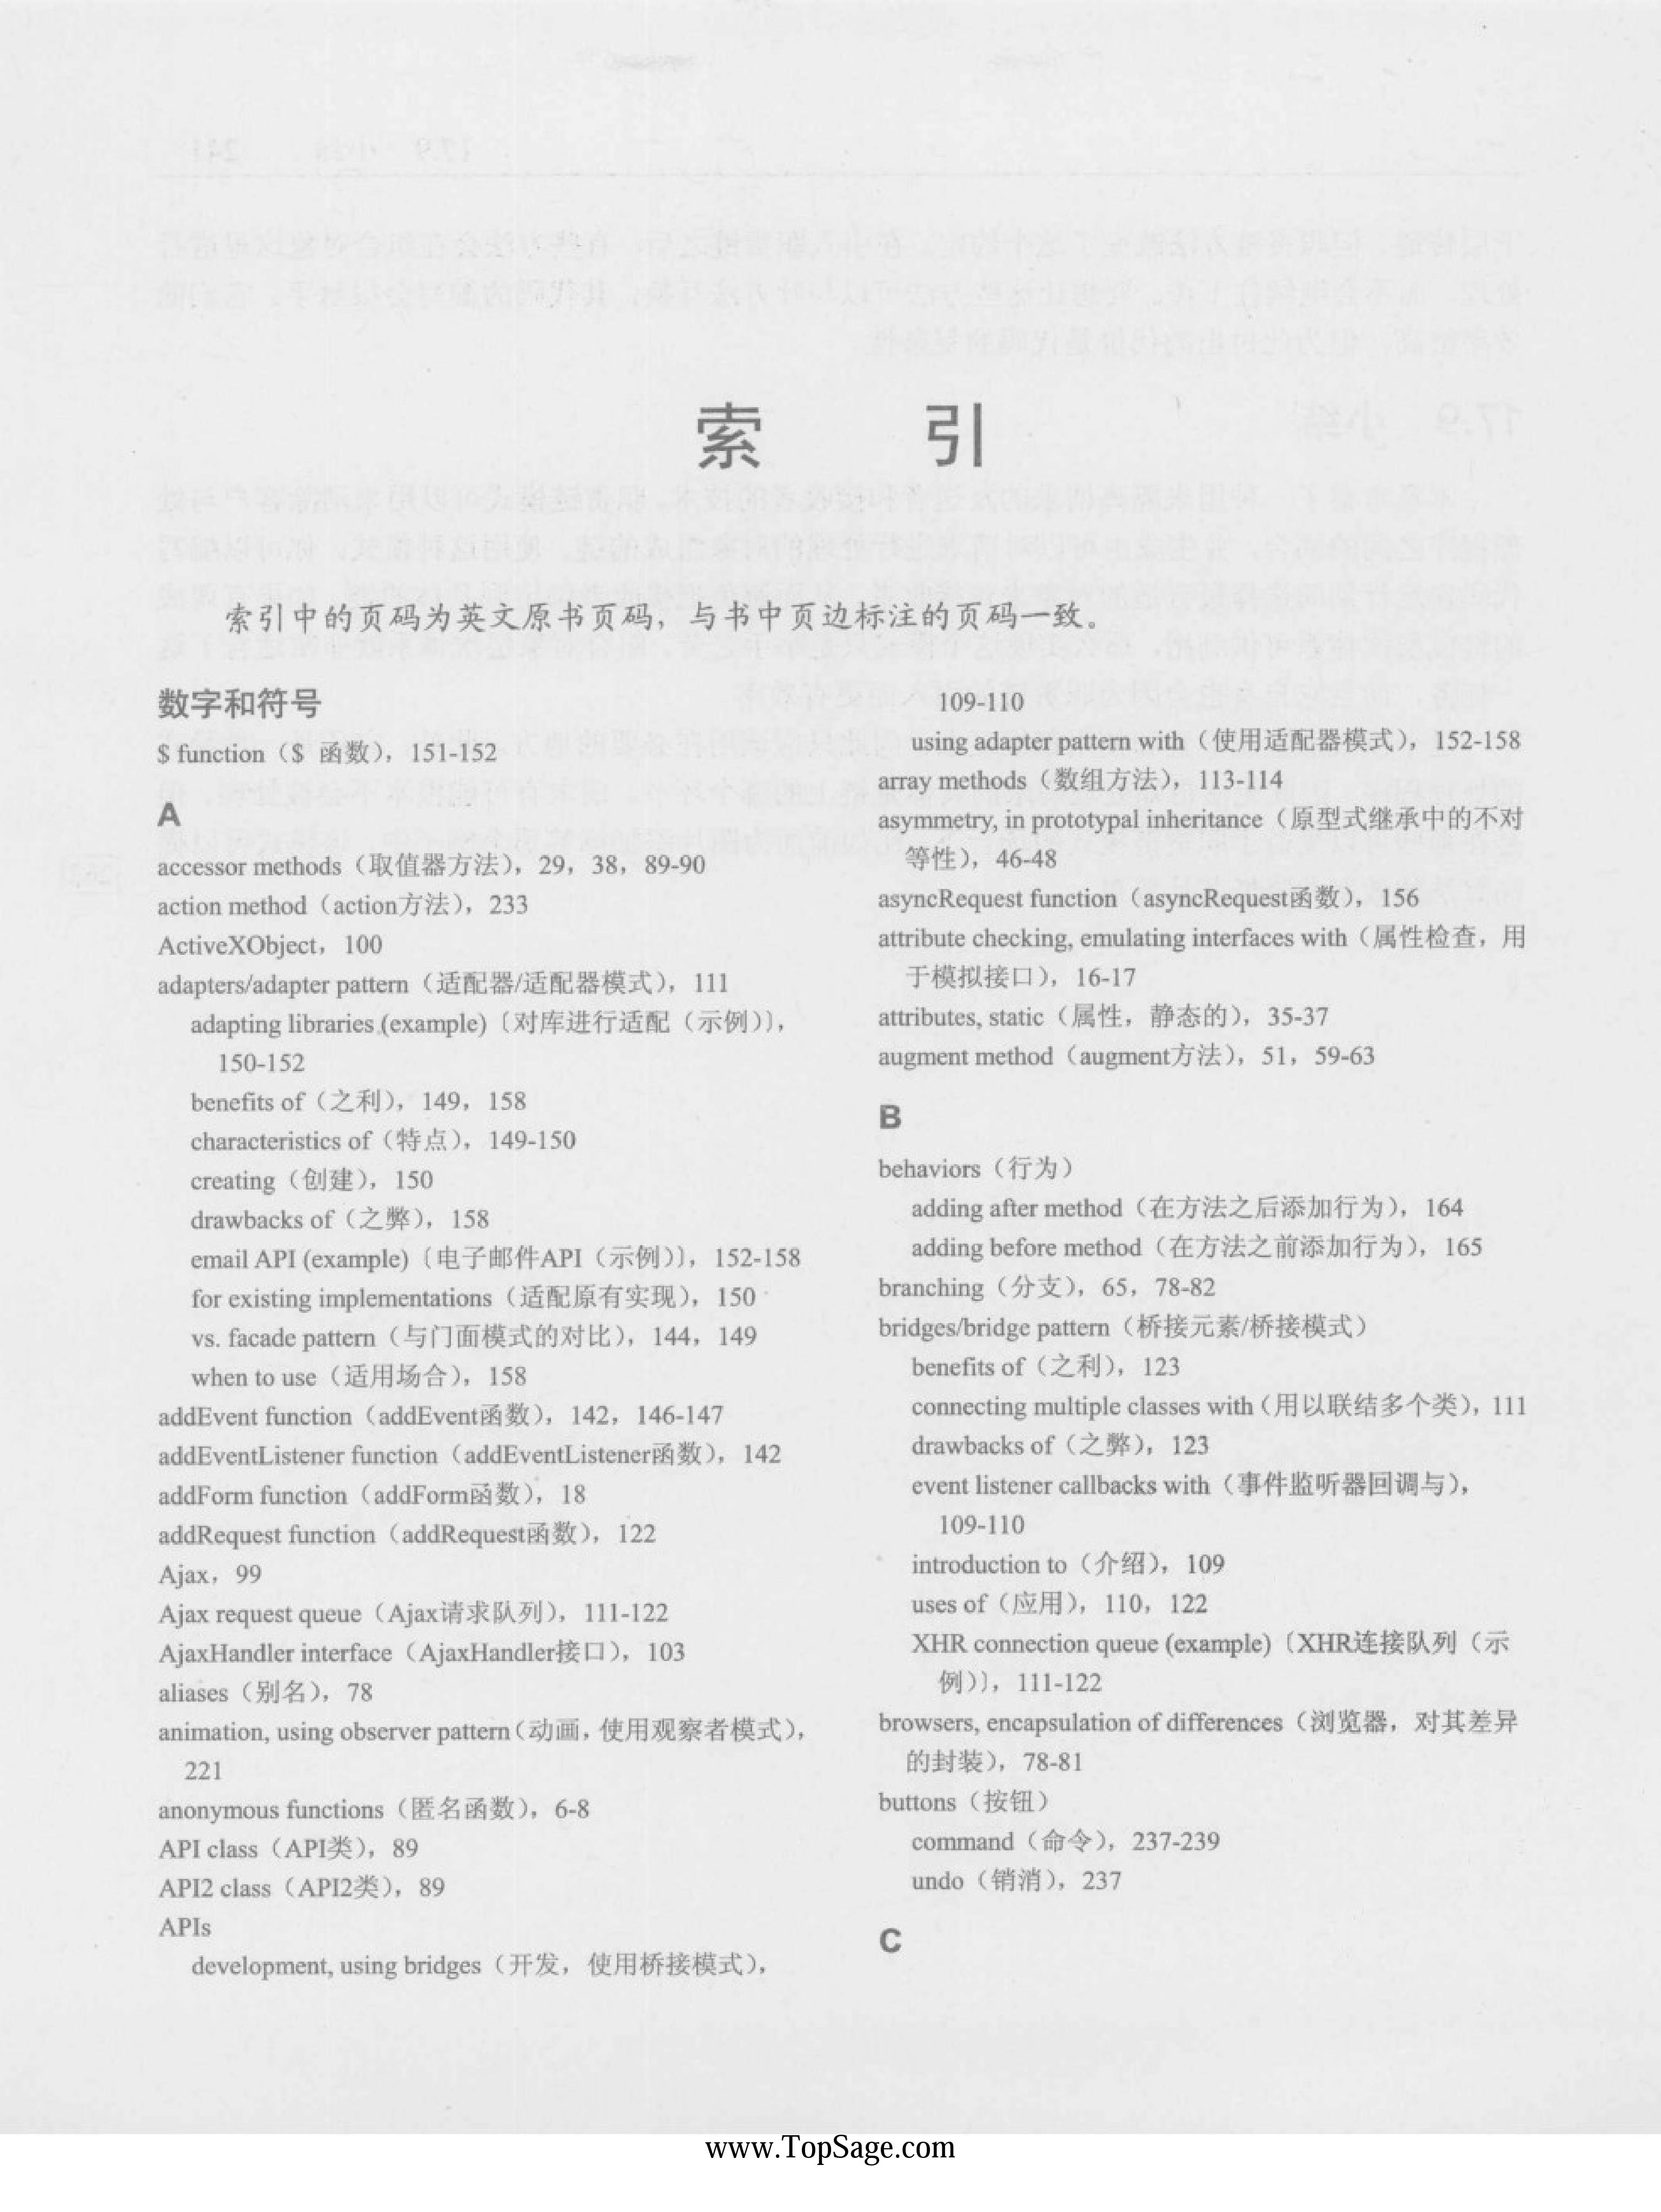 索 引
索引中的页码为英文原书页码，与书中页边标注的页码一致。
数字和符号
$ function（$ 函数），151-152
A
accessor methods（取值器方法），29，38，89-90
action method（action方法），233
ActiveXObject，100
adapters/adapter pattern（适配器/适配器模式），111
adapting libraries (example)〔对库进行适配（示例）〕，
150-152
benefits of（之利），149，158
characteristics of（特点），149-150
creating（创建），150
drawbacks of（之弊），158
email API (example)〔电子邮件API（示例）〕，152-158
for existing implementations（适配原有实现），150
vs. facade pattern（与门面模式的对比），144，149
when to use（适用场合），158
addEvent function（addEvent函数），142，146-147
addEventListener function（addEventListener函数），142
addForm function（addForm函数），18
addRequest function（addRequest函数），122
Ajax，99
Ajax request queue（Ajax请求队列），111-122
AjaxHandler interface（AjaxHandler接口），103
aliases（别名），78
animation, using observer pattern（动画，使用观察者模式），
221
anonymous functions（匿名函数），6-8
API class（API类），89
API2 class（API2类），89
APIs
development, using bridges（开发，使用桥接模式），
109-110
using adapter pattern with（使用适配器模式），152-158
array methods（数组方法），113-114
asymmetry, in prototypal inheritance（原型式继承中的不对
等性），46-48
asyncRequest function（asyncRequest函数），156
attribute checking, emulating interfaces with（属性检查，用
于模拟接口），16-17
attributes, static（属性，静态的），35-37
augment method（augment方法），51，59-63
B
behaviors（行为）
adding after method（在方法之后添加行为），164
adding before method（在方法之前添加行为），165
branching（分支），65，78-82
bridges/bridge pattern（桥接元素/桥接模式）
benefits of（之利），123
connecting multiple classes with（用以联结多个类），111
drawbacks of（之弊），123
event listener callbacks with（事件监听器回调与），
109-110
introduction to（介绍），109
uses of（应用），110，122
XHR connection queue (example)〔XHR连接队列（示
例）〕，111-122
browsers, encapsulation of differences（浏览器，对其差异
的封装），78-81
buttons（按钮）
command（命令），237-239
undo（销消），237
C
www.TopSage.com